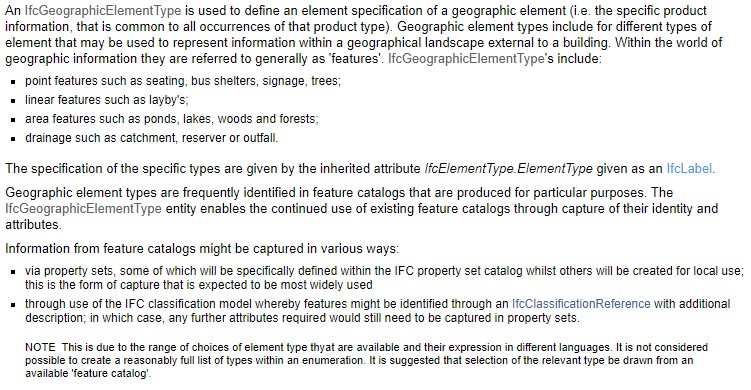 An IfcGeographicElementType is used to define an element specification of a geographic element (i.e. the specific product
information, that is common to all occurrences of that product type). Geographic element types include for different types of
element that may be used to represent information within a geographical landscape external to a building. Within the world of
geographic information they are referred to generally as 'features'. IfcGeographicElementType's include:
▪ point features such as seating, bus shelters, signage, trees;
▪ linear features such as layby's;
▪ area features such as ponds, lakes, woods and forests;
▪ drainage such as catchment, reserver or outfall.
The specification of the specific types are given by the inherited attribute IfcElementType.ElementType given as an IfcLabel.
Geographic element types are frequently identified in feature catalogs that are produced for particular purposes. The
IfcGeographicElementType entity enables the continued use of existing feature catalogs through capture of their identity and
attributes.
Information from feature catalogs might be captured in various ways:
▪ via property sets, some of which will be specifically defined within the IFC property set catalog whilst others will be created for local use;
this is the form of capture that is expected to be most widely used
▪ through use of the IFC classification model whereby features might be identified through an IfcClassificationReference with additional
description; in which case, any further attributes required would still need to be captured in property sets.
NOTE This is due to the range of choices of element type thyat are available and their expression in different languages. It is not considered
possible to create a reasonably full list of types within an enumeration. It is suggested that selection of the relevant type be drawn from an
available 'feature catalog'.